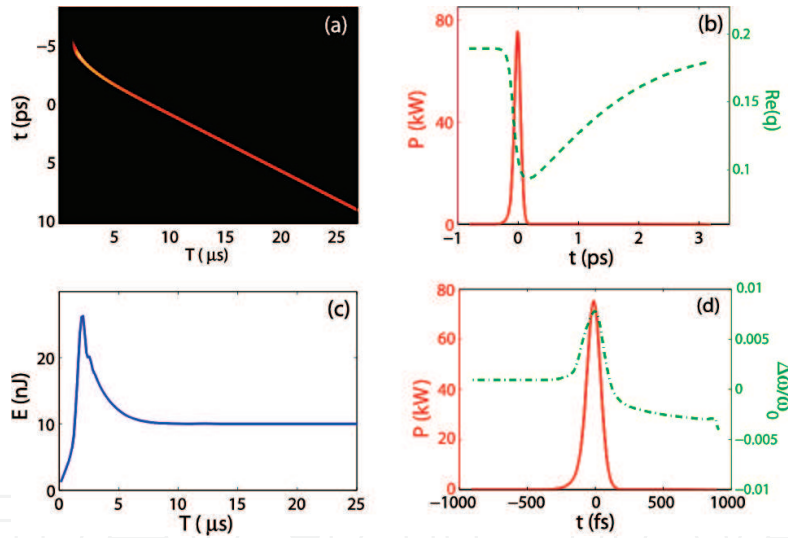 (a)
−5
0
5
10
t (ps)
5 10 15 20 25
T ( μs)
(b)
80
60
40
20
0
P (kW)
0.2
0.15
0.1
Re(q)
−1 0 1 2 3
t (ps)
(c)
20
10
0
E (nJ)
0 5 10 15 20 25
T ( μs)
(d)
80
60
40
20
0
P (kW)
0.010
0.005
0
−0.005
−0.01
Δω/ω0
−1000 −500 0 500 1000
t (fs)